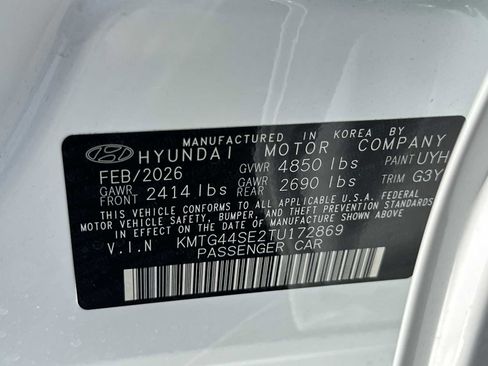 MANUFACTURED IN KOREA BY
HYUNDAI MOTOR COMPANY
FEB/2026 GVWR 4850 lbs PAINT UYH
GAWR FRONT 2414 lbs GAWR REAR 2690 lbs TRIM G3Y
THIS VEHICLE CONFORMS TO ALL APPLICABLE U.S.A. FEDERAL
MOTOR VEHICLE SAFETY, BUMPER, AND THEFT PREVENTION STANDARDS
IN EFFECT ON THE DATE OF MANUFACTURE SHOWN ABOVE.
V.I.N KMTG44SE2TU172869
PASSENGER CAR